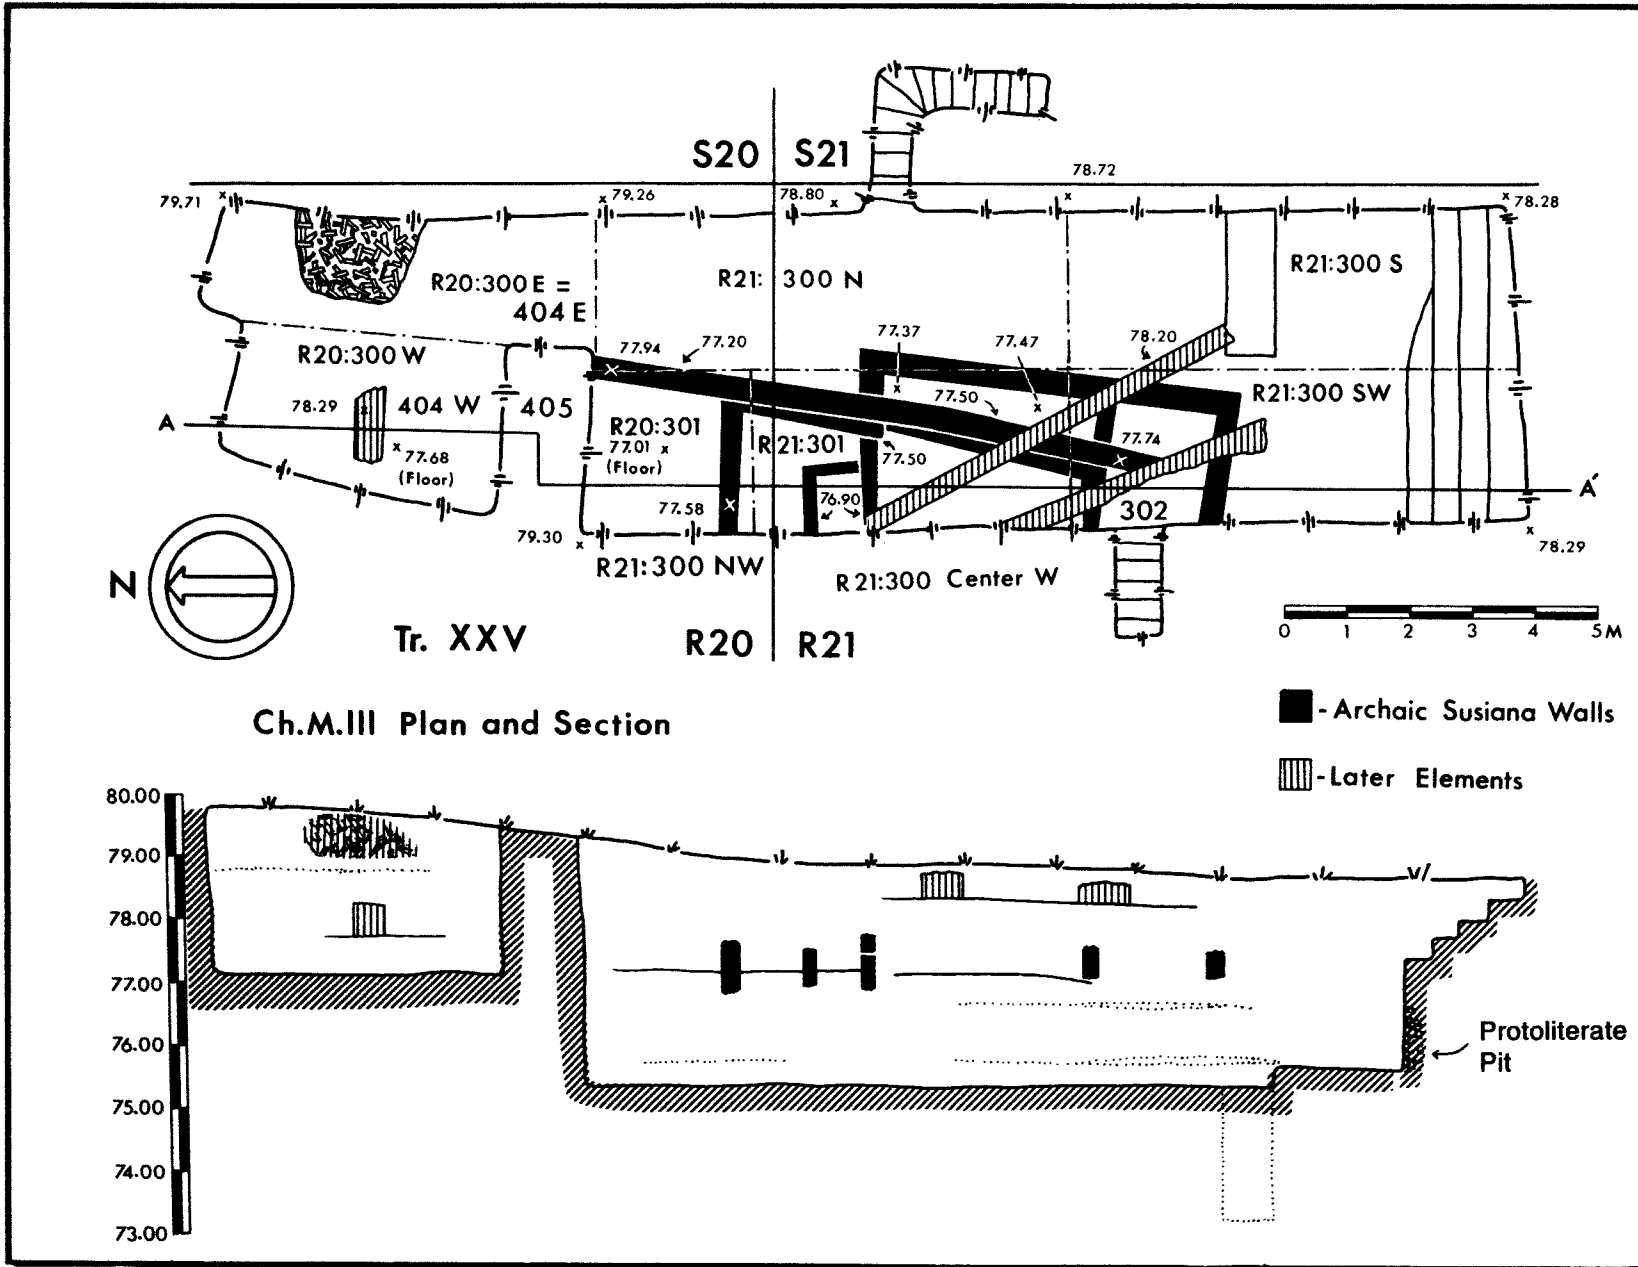 S20 S21
79.71
79.26
78.80
78.72
78.28
R20:300 E =
404 E
R21: 300 N
R21:300 S
R20:300 W
77.94
77.20
77.37
77.47
78.20
R21:300 SW
78.29
404 W
405
R20:301
77.01
(Floor)
R21:301
77.50
77.50
77.74
A
77.68
(Floor)
A'
77.58
76.90
302
79.30
78.29
R21:300 NW
R21:300 Center W
N
Tr. XXV
R20 R21
0 1 2 3 4 5M
Ch.M.III Plan and Section
- Archaic Susiana Walls
- Later Elements
80.00
79.00
78.00
77.00
76.00
75.00
74.00
73.00
Protoliterate
Pit